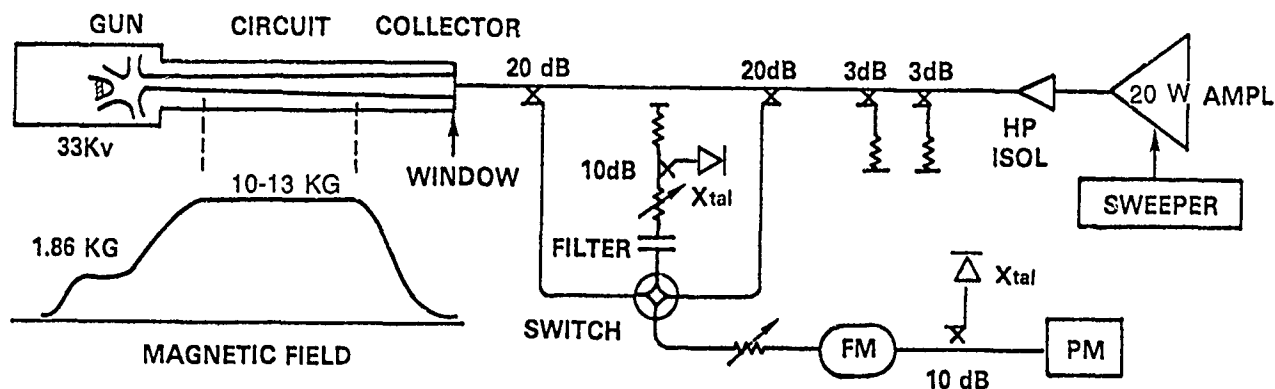 GUN
CIRCUIT
COLLECTOR
20 dB
20dB
3dB
3dB
20 W
AMPL
HP
ISOL
33Kv
WINDOW
10dB
Xtal
SWEEPER
10-13 KG
1.86 KG
FILTER
Xtal
SWITCH
FM
PM
10 dB
MAGNETIC FIELD